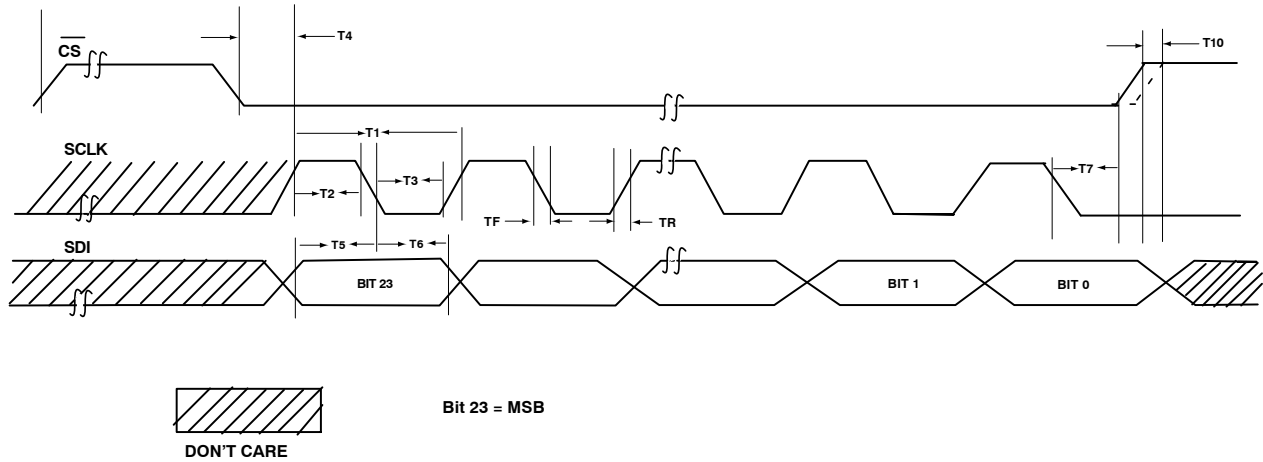 T4
T10
CS
T1
SCLK
T2
T3
T7
TF
TR
SDI
T5
T6
BIT 23
BIT 1
BIT 0
Bit 23 = MSB
DON'T CARE